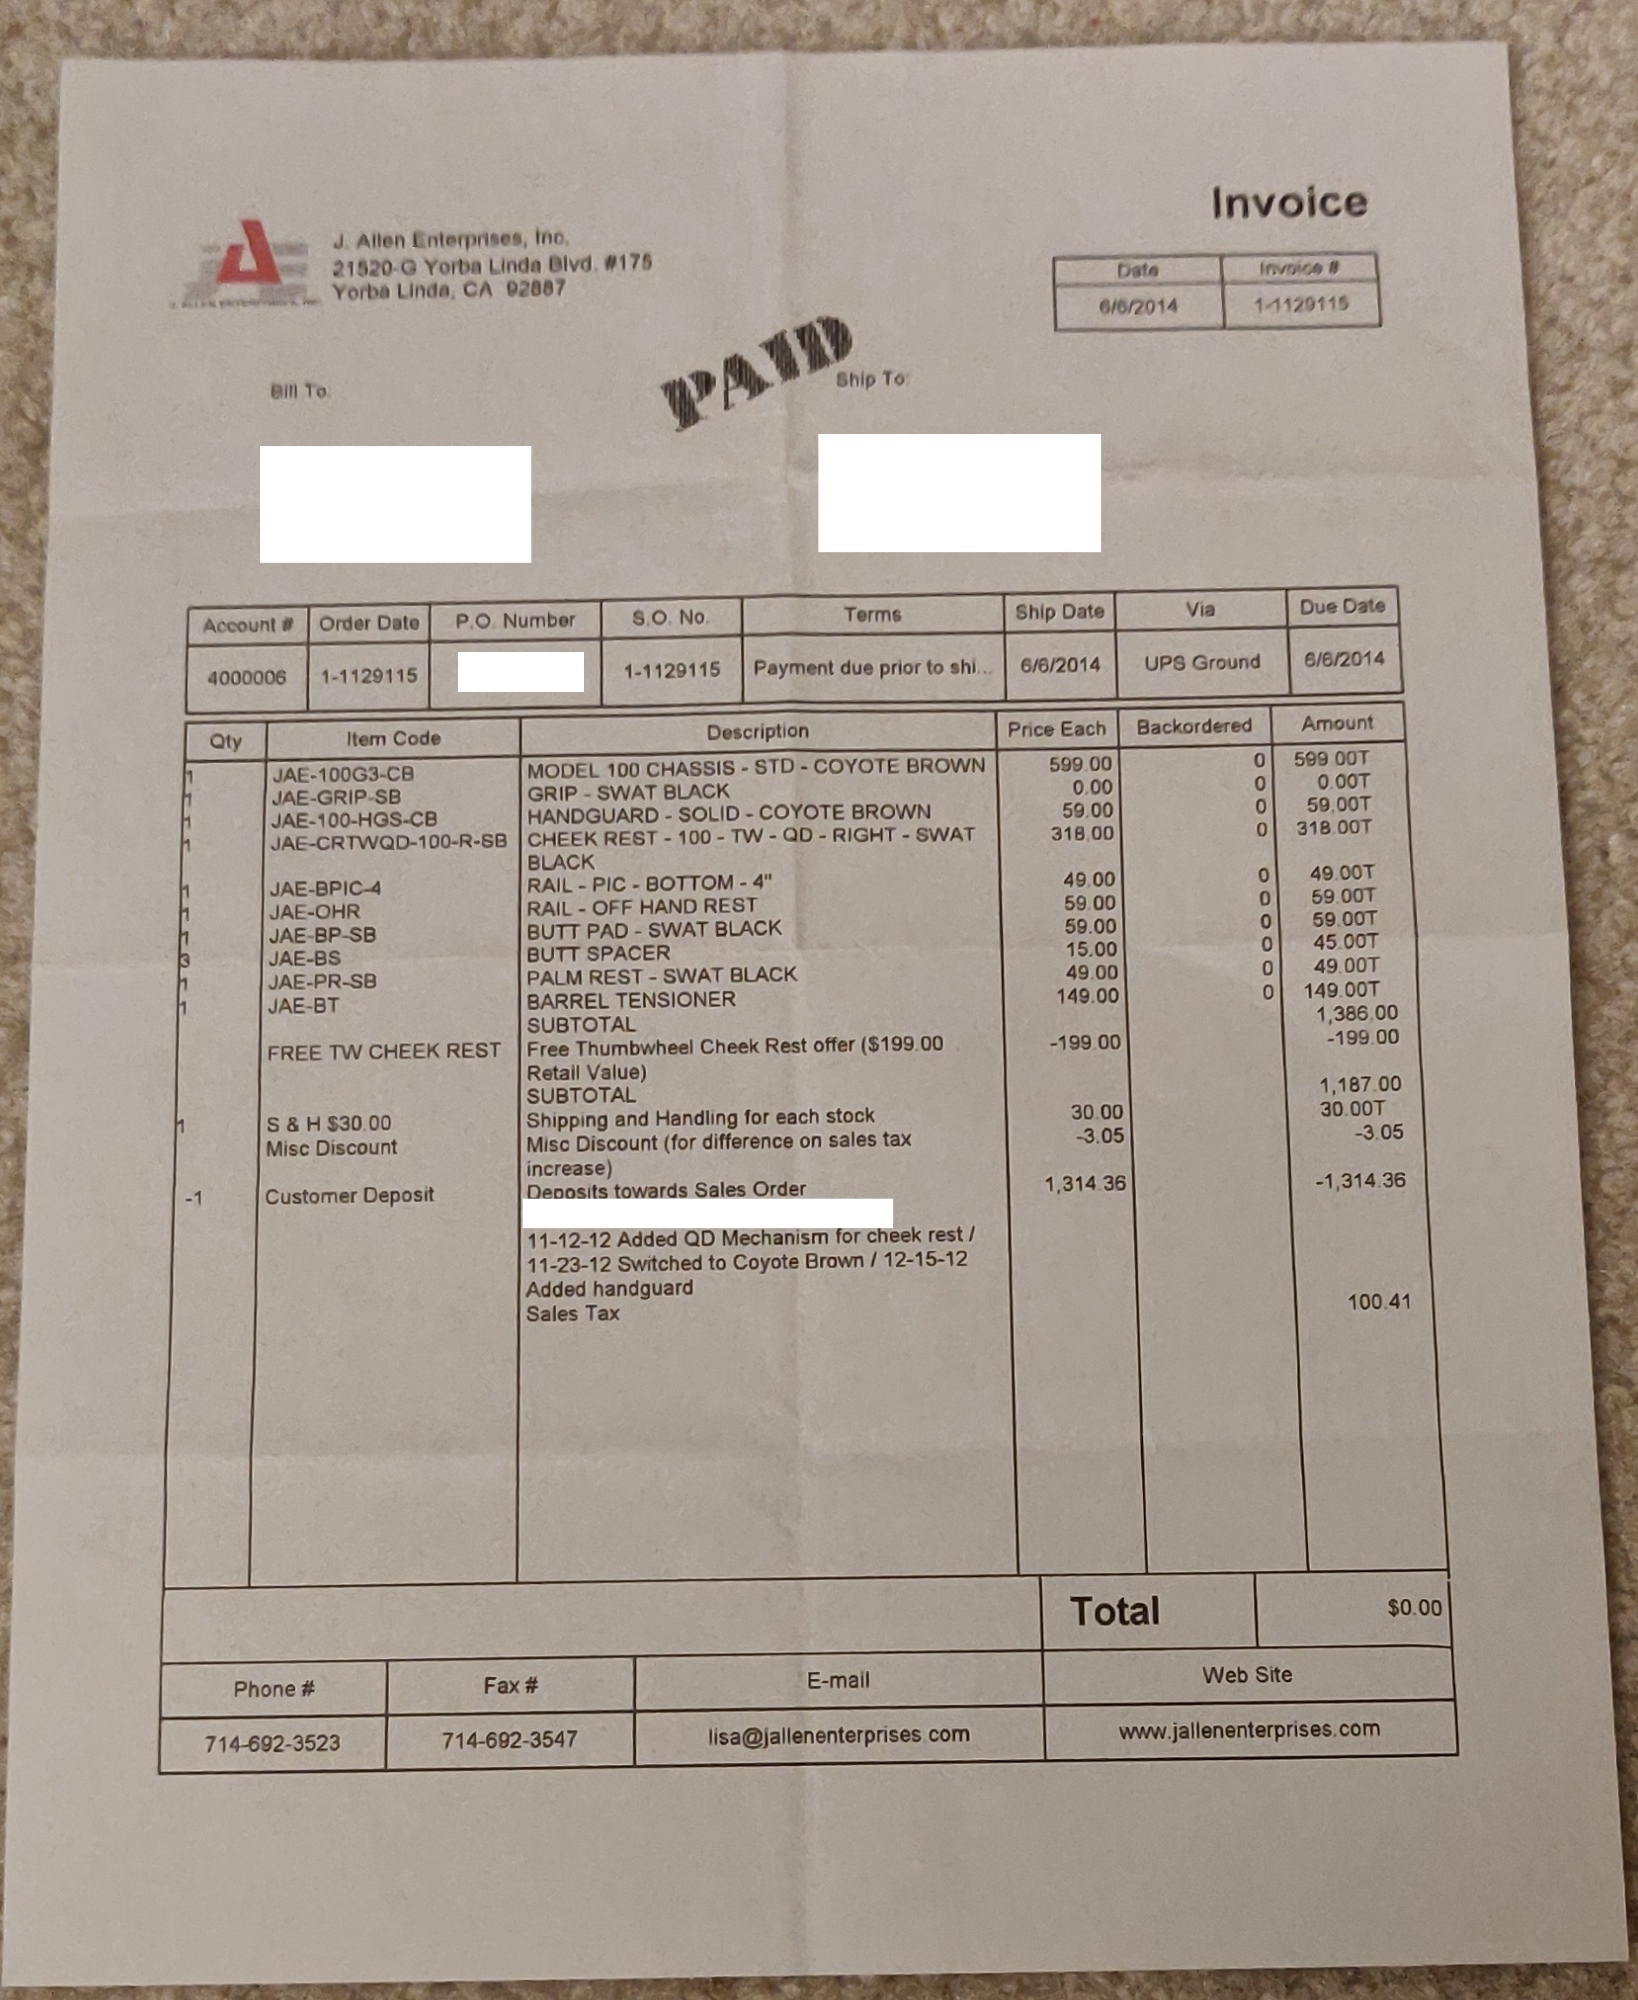 Invoice
J. Allen Enterprises, Inc.
21520-G Yorba Linda Blvd. #175
Yorba Linda, CA 92887
J. ALLEN ENTERPRISES, INC.
Date Invoice #
6/6/2014 1-1129115
PAID
Bill To:
Ship To:
Account # Order Date P.O. Number S.O. No. Terms Ship Date Via Due Date
4000006 1-1129115 1-1129115 Payment due prior to shi... 6/6/2014 UPS Ground 6/6/2014
Qty Item Code Description Price Each Backordered Amount
1 JAE-100G3-CB MODEL 100 CHASSIS - STD - COYOTE BROWN 599.00 0 599.00T
1 JAE-GRIP-SB GRIP - SWAT BLACK 0.00 0 0.00T
1 JAE-100-HGS-CB HANDGUARD - SOLID - COYOTE BROWN 59.00 0 59.00T
1 JAE-CRTWQD-100-R-SB CHEEK REST - 100 - TW - QD - RIGHT - SWAT 318.00 0 318.00T
BLACK
1 JAE-BPIC-4 RAIL - PIC - BOTTOM - 4" 49.00 0 49.00T
1 JAE-OHR RAIL - OFF HAND REST 59.00 0 59.00T
1 JAE-BP-SB BUTT PAD - SWAT BLACK 59.00 0 59.00T
3 JAE-BS BUTT SPACER 15.00 0 45.00T
1 JAE-PR-SB PALM REST - SWAT BLACK 49.00 0 49.00T
1 JAE-BT BARREL TENSIONER 149.00 0 149.00T
SUBTOTAL 1,386.00
FREE TW CHEEK REST Free Thumbwheel Cheek Rest offer ($199.00 -199.00 -199.00
Retail Value)
SUBTOTAL 1,187.00
1 S & H $30.00 Shipping and Handling for each stock 30.00 30.00T
Misc Discount Misc Discount (for difference on sales tax -3.05 -3.05
increase)
-1 Customer Deposit Deposits towards Sales Order 1,314.36 -1,314.36
11-12-12 Added QD Mechanism for cheek rest /
11-23-12 Switched to Coyote Brown / 12-15-12
Added handguard
Sales Tax 100.41
Total $0.00
Phone # Fax # E-mail Web Site
714-692-3523 714-692-3547 lisa@jallenenterprises.com www.jallenenterprises.com